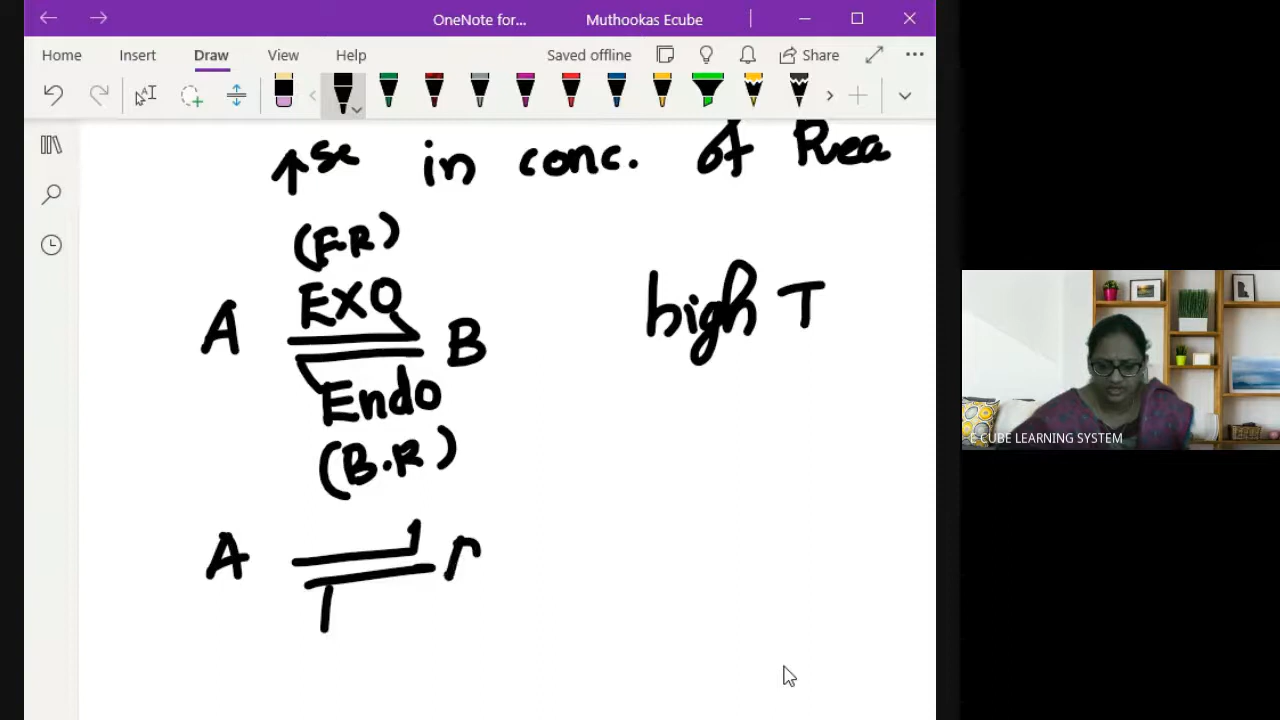 OneNote for... Muthookas Ecube
Home Insert Draw View Help Saved offline Share
↑se in conc. of Rea
(F.R)
EXO
A ⇌ B
high T
Endo
(B.R)
E CUBE LEARNING SYSTEM
A ⇌